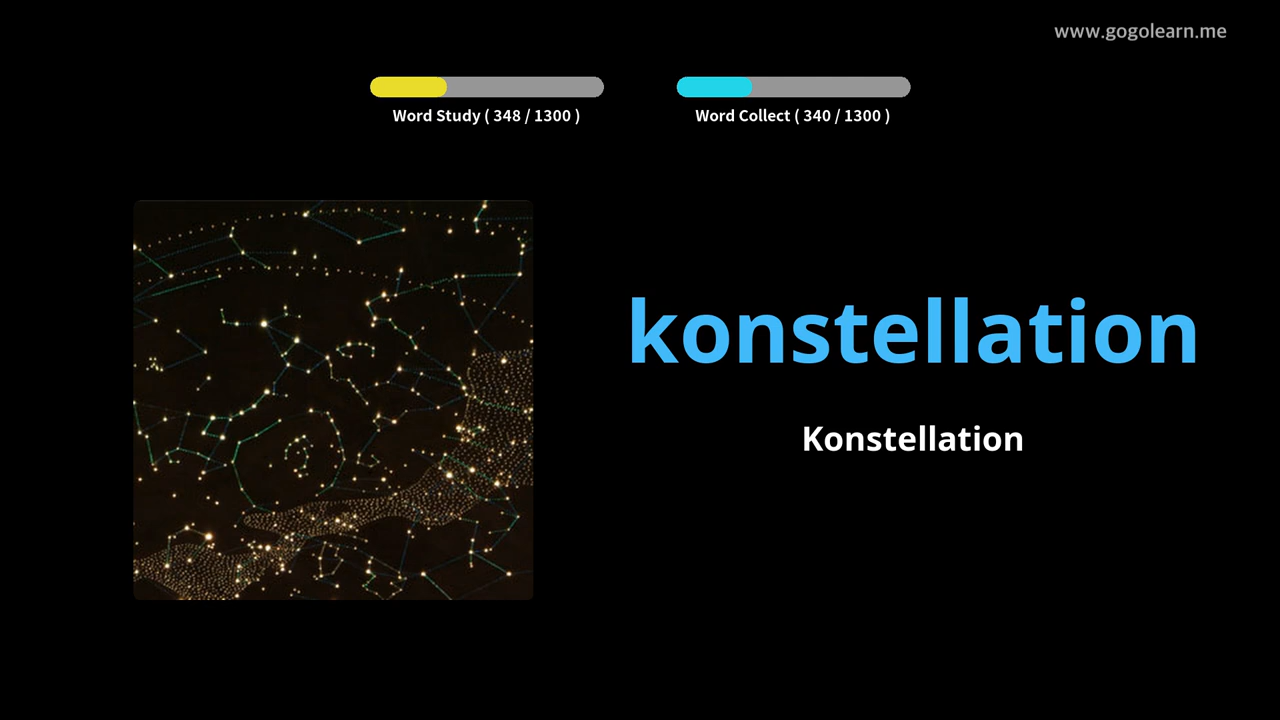 www.gogolearn.me
Word Study ( 348 / 1300 )
Word Collect ( 340 / 1300 )
konstellation
Konstellation